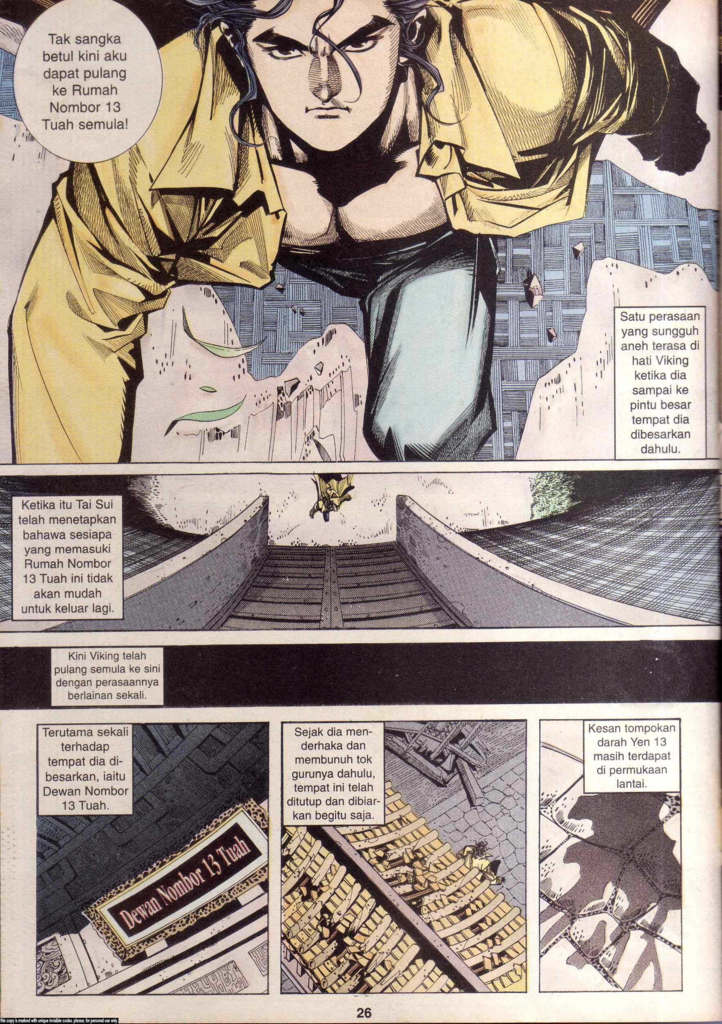 Tak sangka
betul kini aku
dapat pulang
ke Rumah
Nombor 13
Tuah semula!
Satu perasaan
yang sungguh
aneh terasa di
hati Viking
ketika dia
sampai ke
pintu besar
tempat dia
dibesarkan
dahulu.
Ketika itu Tai Sui
telah menetapkan
bahawa sesiapa
yang memasuki
Rumah Nombor
13 Tuah ini tidak
akan mudah
untuk keluar lagi.
Kini Viking telah
pulang semula ke sini
dengan perasaannya
berlainan sekali.
Terutama sekali
terhadap
tempat dia di-
besarkan, iaitu
Dewan Nombor
13 Tuah.
Dewan Nombor 13 Tuah
Sejak dia men-
derhaka dan
membunuh tok
gurunya dahulu,
tempat ini telah
ditutup dan dibiar-
kan begitu saja.
Kesan tompokan
darah Yen 13
masih terdapat
di permukaan
lantai.
26